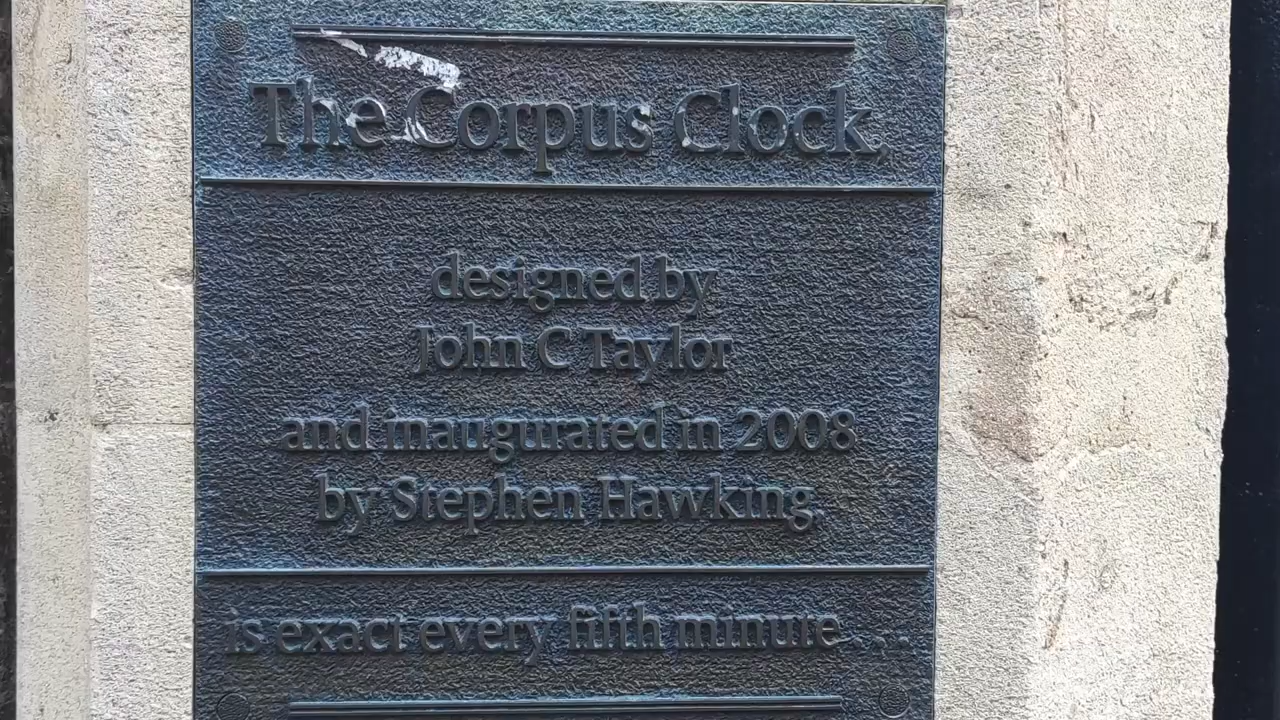 The Corpus Clock,
designed by
John C Taylor
and inaugurated in 2008
by Stephen Hawking,
is exact every fifth minute ...